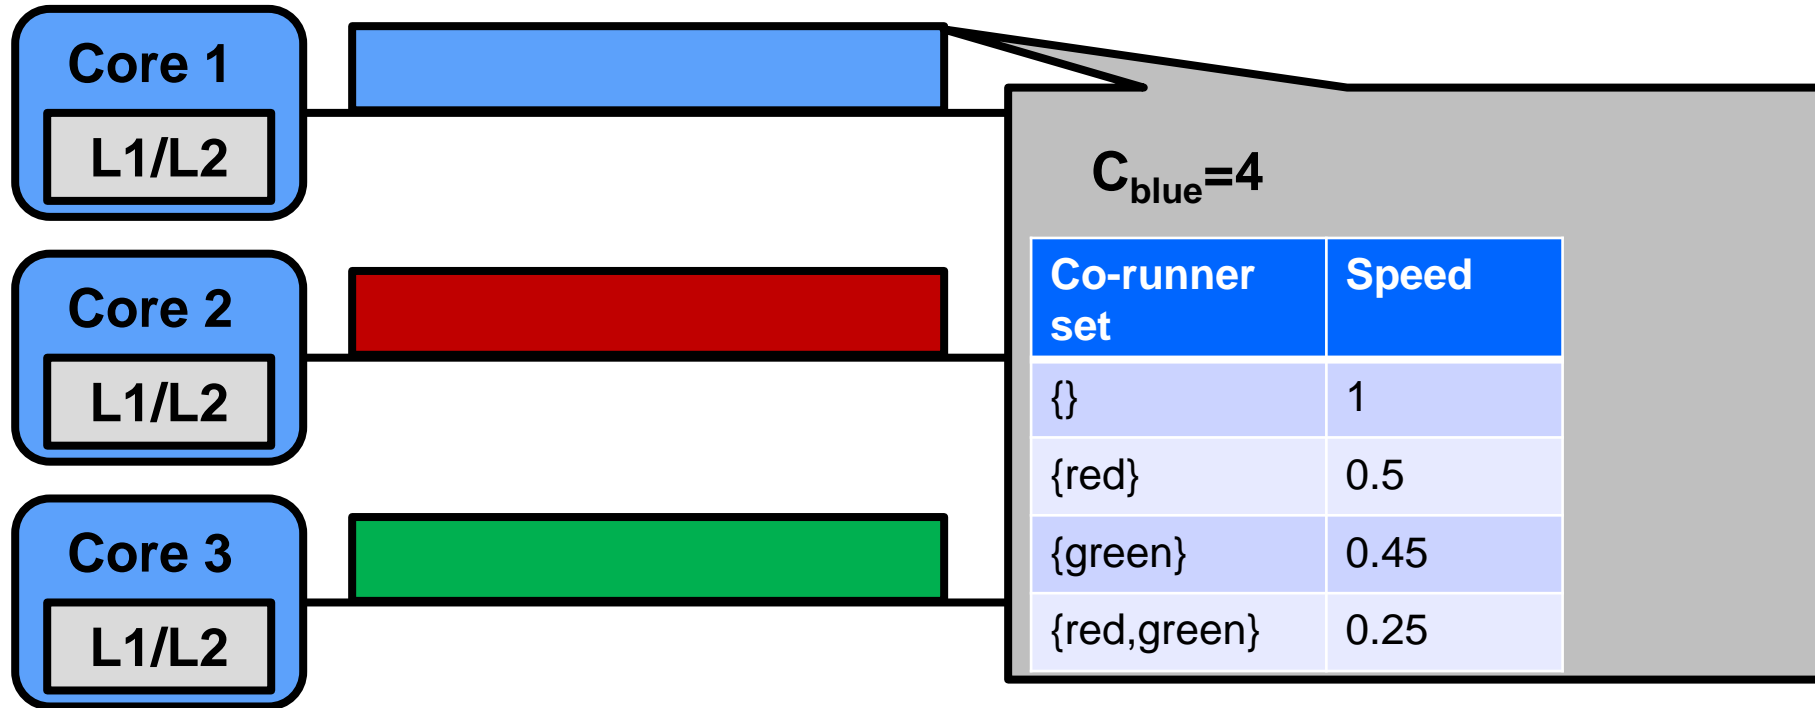 Core 1
L1/L2
Core 2
L1/L2
Core 3
L1/L2
C_blue=4
Co-runner set Speed
{} 1
{red} 0.5
{green} 0.45
{red,green} 0.25